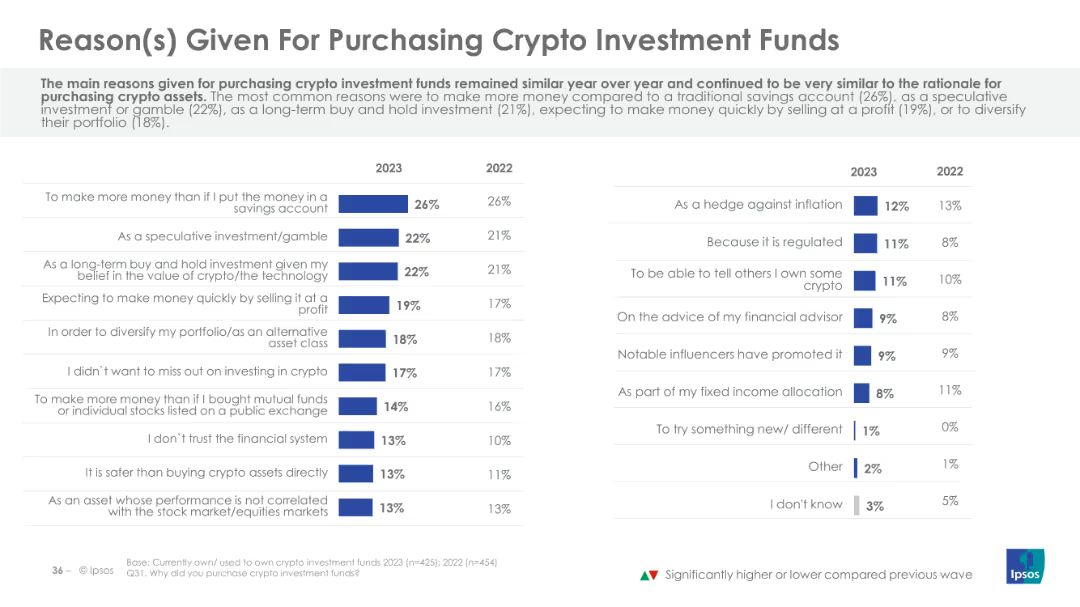 Reason(s) Given For Purchasing Crypto Investment Funds
The main reasons given for purchasing crypto investment funds remained similar year over year and continued to be very similar to the rationale for
purchasing crypto assets. The most common reasons were to make more money compared to a traditional savings account (26%), as a speculative
investment or gamble (22%), as a long-term buy and hold investment (21%), expecting to make money quickly by selling at a profit (19%), or to diversify
their portfolio (18%).
2023 2022
To make more money than if I put the money in a
savings account 26% 26%
As a speculative investment/gamble 22% 21%
As a long-term buy and hold investment given my
belief in the value of crypto/the technology 22% 21%
Expecting to make money quickly by selling it at a
profit 19% 17%
In order to diversify my portfolio/as an alternative
asset class 18% 18%
I didn`t want to miss out on investing in crypto 17% 17%
To make more money than if I bought mutual funds
or individual stocks listed on a public exchange 14% 16%
I don`t trust the financial system 13% 10%
It is safer than buying crypto assets directly 13% 11%
As an asset whose performance is not correlated
with the stock market/equities markets 13% 13%
2023 2022
As a hedge against inflation 12% 13%
Because it is regulated 11% 8%
To be able to tell others I own some
crypto 11% 10%
On the advice of my financial advisor 9% 8%
Notable influencers have promoted it 9% 9%
As part of my fixed income allocation 8% 11%
To try something new/ different 1% 0%
Other 2% 1%
I don't know 3% 5%
36 – © Ipsos
Base: Currently own/ used to own crypto investment funds 2023 (n=425); 2022 (n=454)
Q31. Why did you purchase crypto investment funds?
Significantly higher or lower compared previous wave
Ipsos